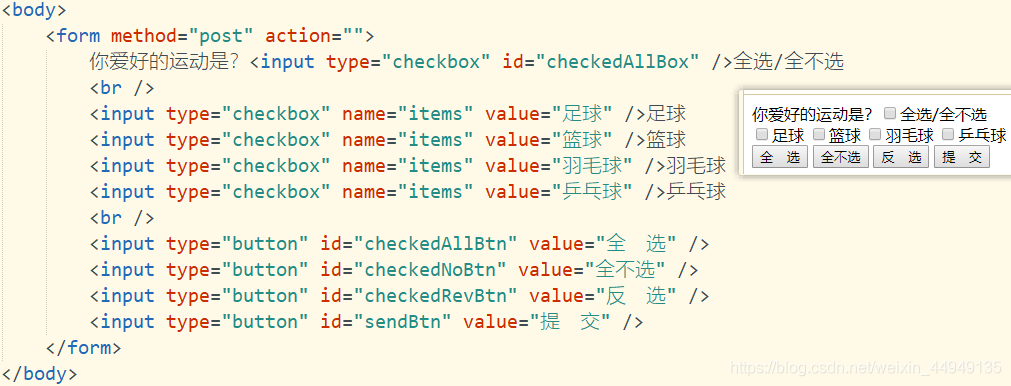 <body>
<form method="post" action="">
你爱好的运动是？<input type="checkbox" id="checkedAllBox" />全选/全不选
<br />
<input type="checkbox" name="items" value="足球" />足球
<input type="checkbox" name="items" value="篮球" />篮球
<input type="checkbox" name="items" value="羽毛球" />羽毛球
<input type="checkbox" name="items" value="乒乓球" />乒乓球
<br />
<input type="button" id="checkedAllBtn" value="全　选" />
<input type="button" id="checkedNoBtn" value="全不选" />
<input type="button" id="checkedRevBtn" value="反　选" />
<input type="button" id="sendBtn" value="提　交" />
</form>
</body>
你爱好的运动是？ 全选/全不选
足球 篮球 羽毛球 乒乓球
全　选 全不选 反　选 提　交
https://blog.csdn.net/weixin_44949135